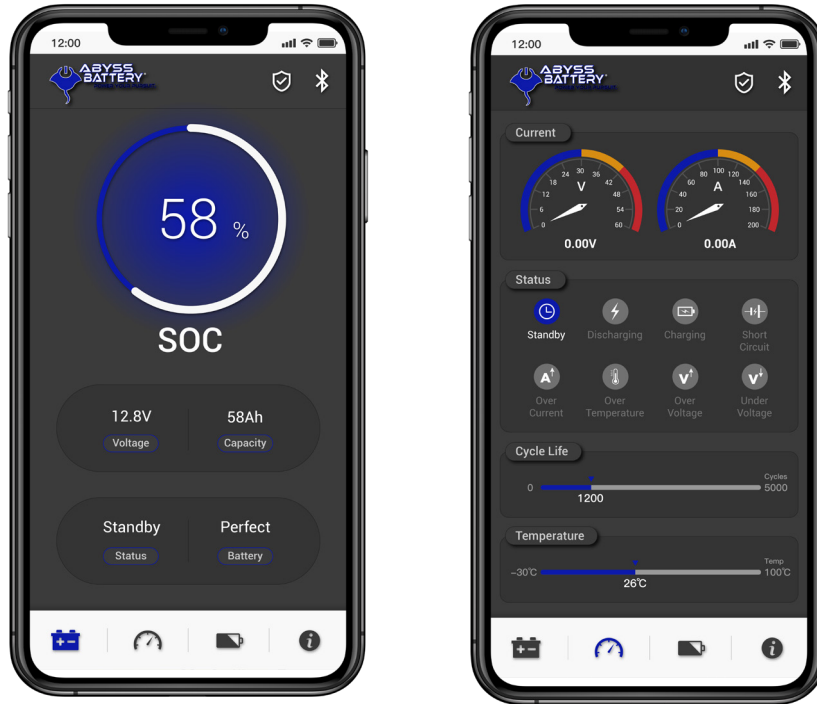 12:00
ABYSS
BATTERY
58 %
SOC
12.8V
58Ah
Voltage
Capacity
Standby
Perfect
Status
Battery
12:00
ABYSS
BATTERY
Current
0 6 12 18 24 30 36 42 48 54 60
V
0.00V
0 20 40 60 80 100 120 140 160 180 200
A
0.00A
Status
Standby
Discharging
Charging
Short
Circuit
A
V
V
Over
Current
Over
Temperature
Over
Voltage
Under
Voltage
Cycle Life
Cycles
0
5000
1200
Temperature
Temp
-30℃
100℃
26℃